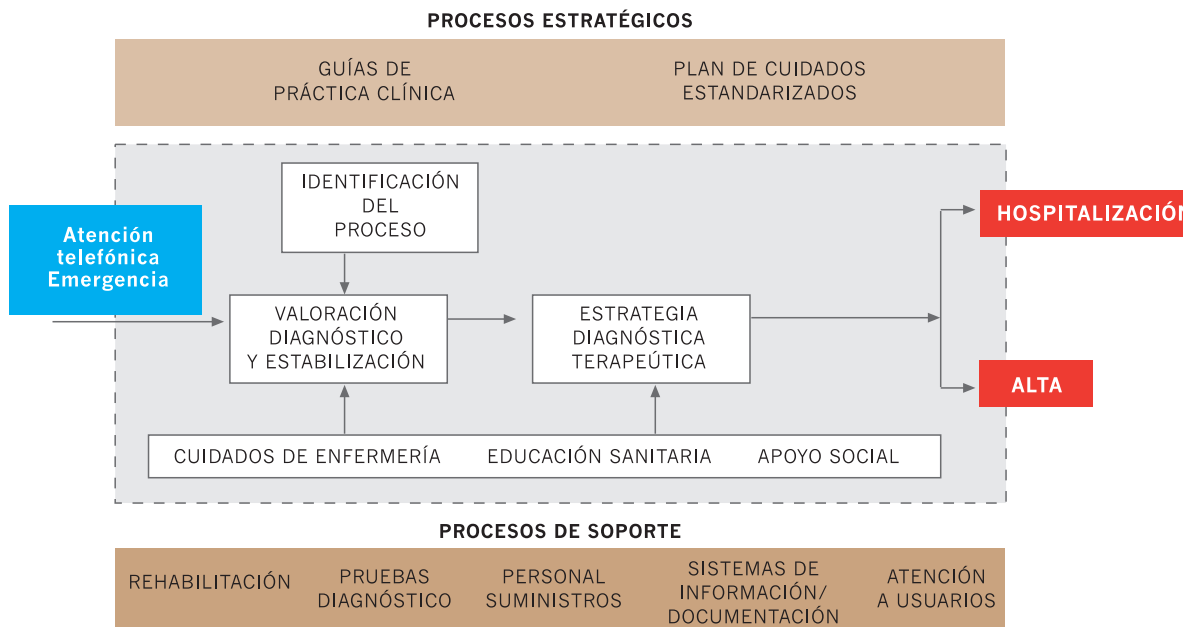 PROCESOS ESTRATÉGICOS
GUÍAS DE
PRÁCTICA CLÍNICA
PLAN DE CUIDADOS
ESTANDARIZADOS
IDENTIFICACIÓN
DEL
PROCESO
Atención
telefónica
Emergencia
HOSPITALIZACIÓN
VALORACIÓN
DIAGNÓSTICO
Y ESTABILIZACIÓN
ESTRATEGIA
DIAGNÓSTICA
TERAPEÚTICA
ALTA
CUIDADOS DE ENFERMERÍA
EDUCACIÓN SANITARIA
APOYO SOCIAL
PROCESOS DE SOPORTE
REHABILITACIÓN
PRUEBAS
DIAGNÓSTICO
PERSONAL
SUMINISTROS
SISTEMAS DE
INFORMACIÓN/
DOCUMENTACIÓN
ATENCIÓN
A USUARIOS